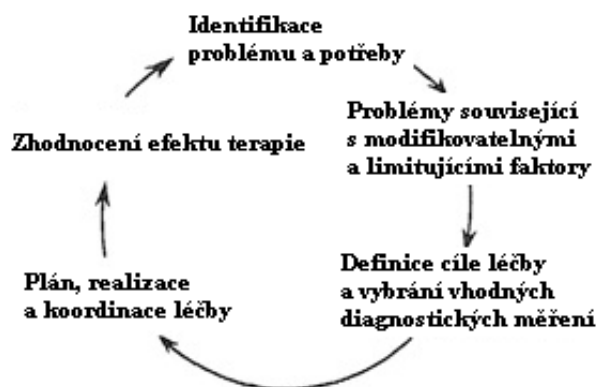 Identifikace
problému a potřeby
Problémy související
s modifikovatelnými
a limitujícími faktory
Definice cíle léčby
a vybrání vhodných
diagnostických měření
Plán, realizace
a koordinace léčby
Zhodnocení efektu terapie